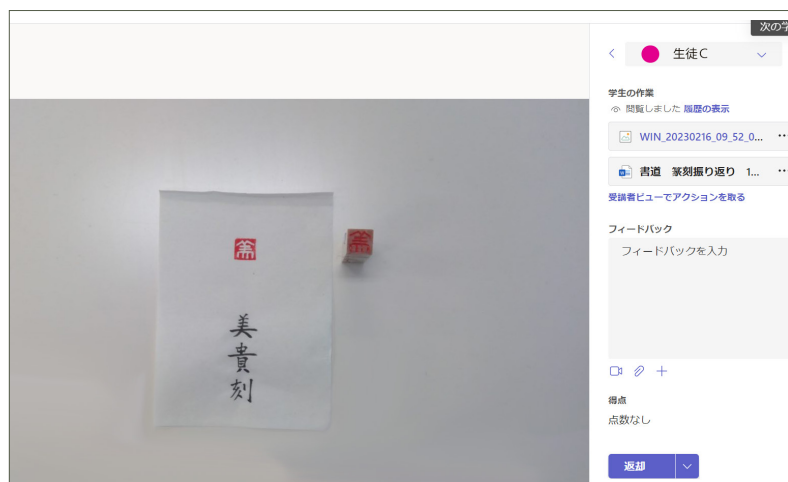 美
美貴刻
次の学
生徒C
学生の作業
閲覧しました 履歴の表示
WIN_20230216_09_52_0...
書道 篆刻振り返り 1...
受講者ビューでアクションを取る
フィードバック
フィードバックを入力
得点
点数なし
返却